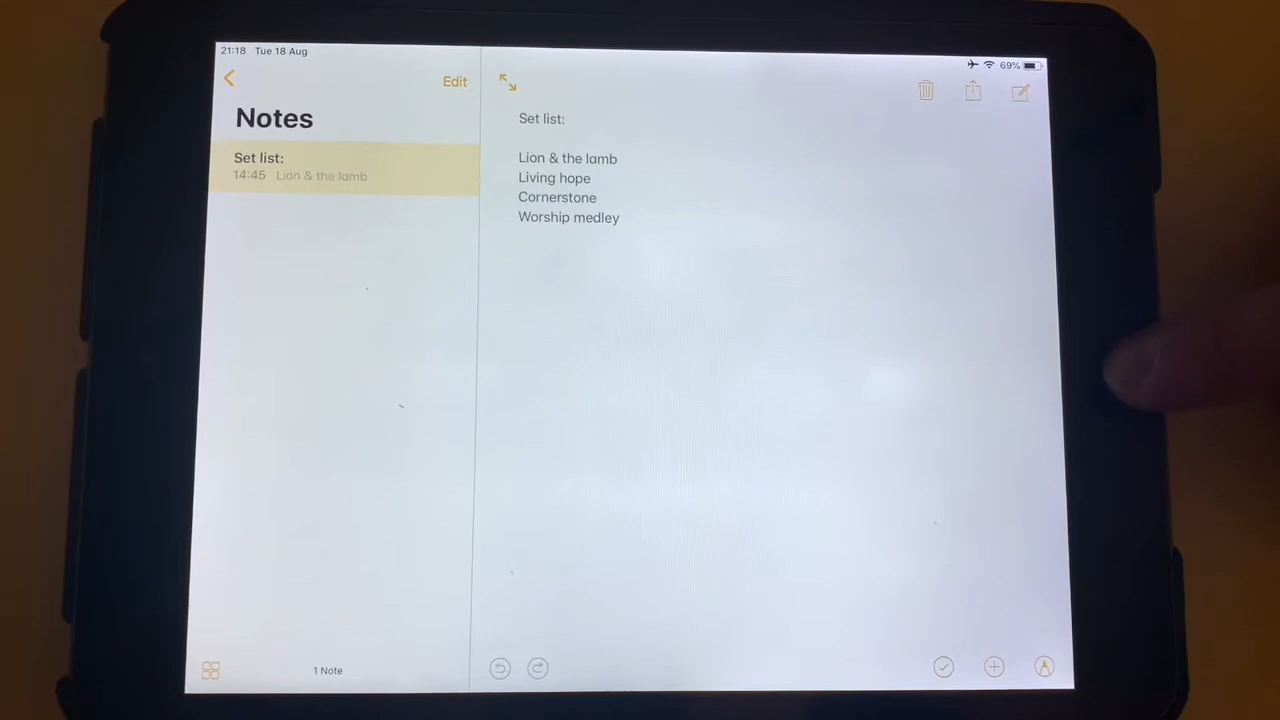 21:18 Tue 18 Aug
69%
Edit
Notes
Set list:
14:45 Lion & the lamb
1 Note
Set list:
Lion & the lamb
Living hope
Cornerstone
Worship medley